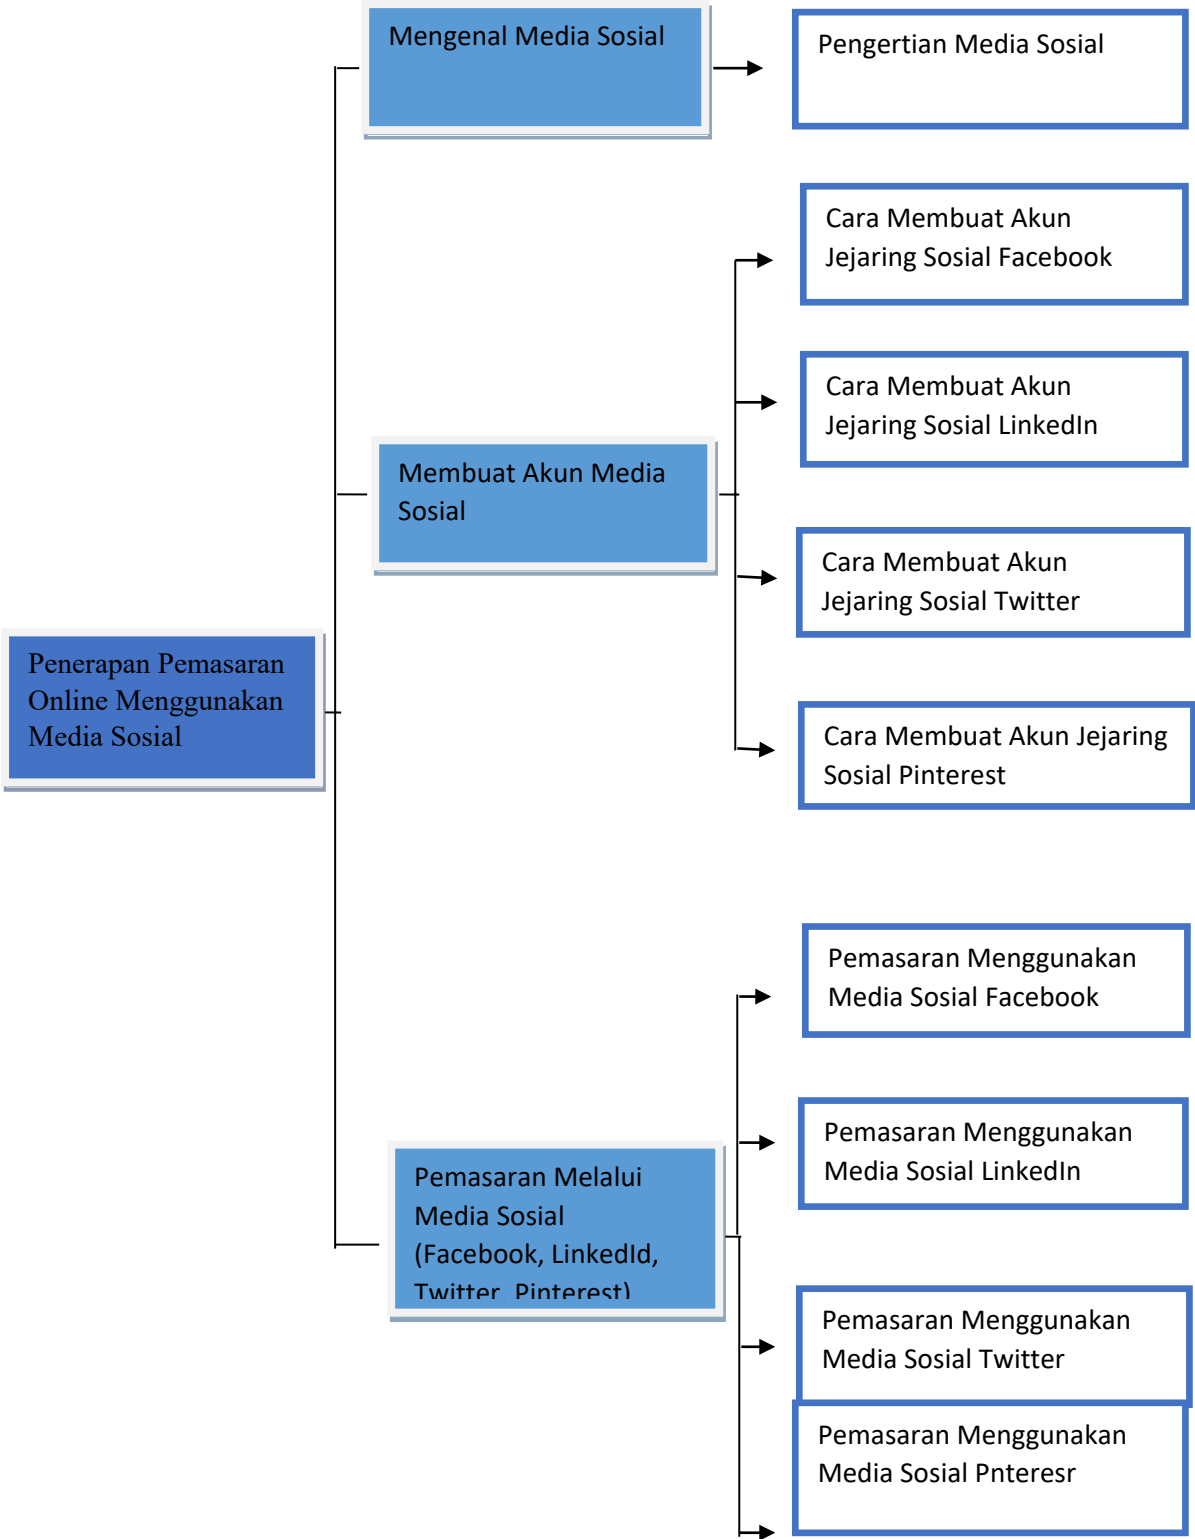 Mengenal Media Sosial
Pengertian Media Sosial
Cara Membuat Akun
Jejaring Sosial Facebook
Cara Membuat Akun
Jejaring Sosial LinkedIn
Membuat Akun Media
Sosial
Cara Membuat Akun
Jejaring Sosial Twitter
Penerapan Pemasaran
Online Menggunakan
Media Sosial
Cara Membuat Akun Jejaring
Sosial Pinterest
Pemasaran Menggunakan
Media Sosial Facebook
Pemasaran Menggunakan
Media Sosial LinkedIn
Pemasaran Melalui
Media Sosial
(Facebook, LinkedId,
Twitter, Pinterest)
Pemasaran Menggunakan
Media Sosial Twitter
Pemasaran Menggunakan
Media Sosial Pnteresr